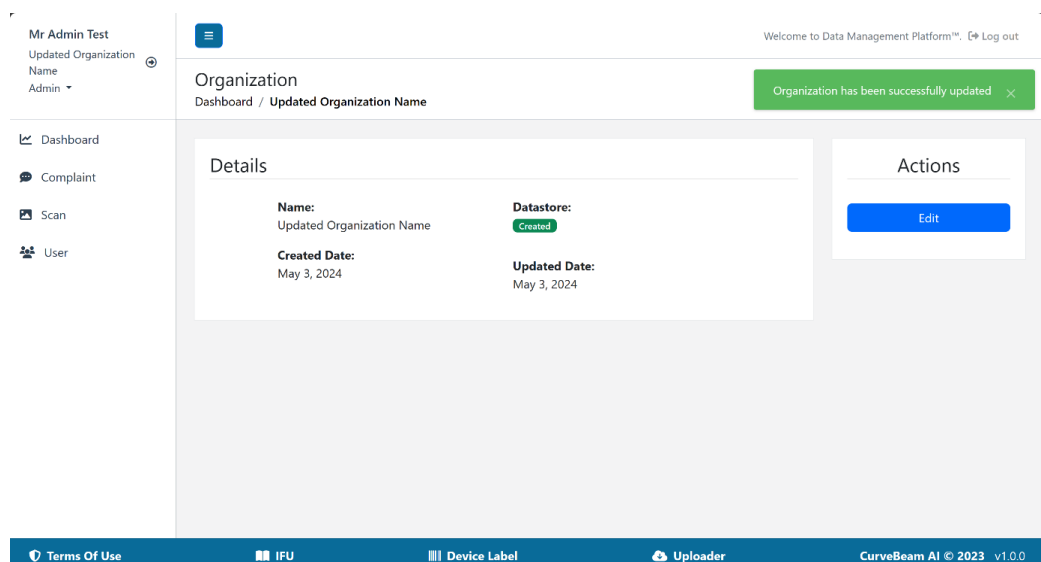 Mr Admin Test
Updated Organization
Name
Admin
Welcome to Data Management Platform™. Log out
Organization
Dashboard / Updated Organization Name
Organization has been successfully updated ×
Dashboard
Complaint
Scan
User
Details
Name:
Updated Organization Name
Datastore:
Created
Created Date:
May 3, 2024
Updated Date:
May 3, 2024
Actions
Edit
Terms Of Use
IFU
Device Label
Uploader
CurveBeam AI © 2023 v1.0.0